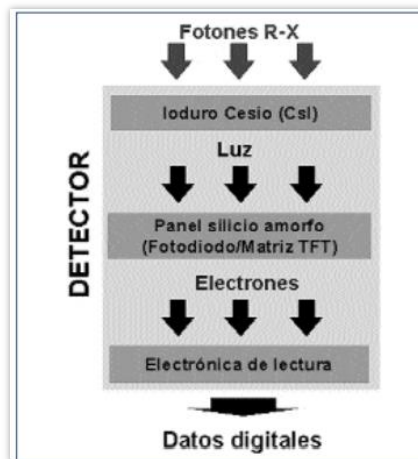 Fotones R-X
DETECTOR
Ioduro Cesio (CsI)
Luz
Panel silicio amorfo
(Fotodiodo/Matriz TFT)
Electrones
Electrónica de lectura
Datos digitales